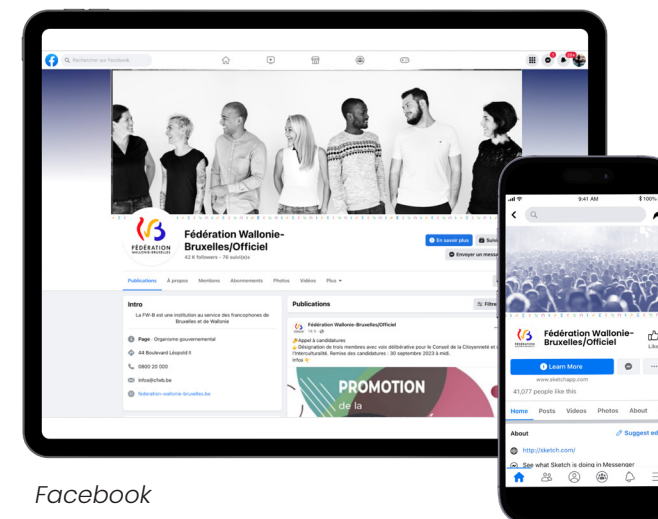 Rechercher sur Facebook
FÉDÉRATION
WALLONIE-BRUXELLES
Fédération Wallonie-
Bruxelles/Officiel
42 K followers • 76 suivi(e)s
En savoir plus
Suivi
Envoyer un messa
Publications À propos Mentions Abonnements Photos Vidéos Plus
Intro
La FW-B est une institution au service des francophones de
Bruxelles et de Wallonie
Page · Organisme gouvernemental
44 Boulevard Léopold II
0800 20 000
infos@cfwb.be
federation-wallonie-bruxelles.be
Publications
Filtre
Fédération Wallonie-Bruxelles/Officiel
Appel à candidatures
Désignation de trois membres avec voix délibérative pour le Conseil de la Citoyenneté et
l'Interculturalité. Remise des candidatures : 30 septembre 2023 à midi.
Infos
PROMOTION
de la
9:41 AM
100%
Fédération Wallonie-
Bruxelles/Officiel
Like
Learn More
www.sketchapp.com
41,077 people like this
Home Posts Videos Photos About
About
Suggest ed
http://sketch.com/
See what Sketch is doing in Messenger
Facebook